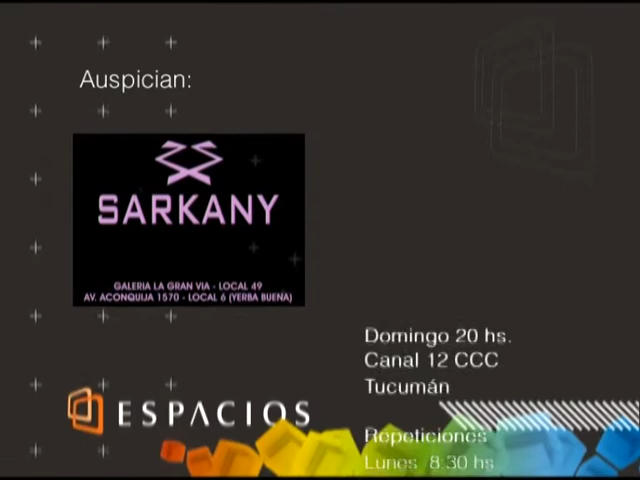 Auspician:
SARKANY
GALERIA LA GRAN VIA - LOCAL 49
AV. ACONQUIJA 1570 - LOCAL 6 (YERBA BUENA)
Domingo 20 hs.
Canal 12 CCC
Tucumán
ESPACIOS
Repeticiones
Lunes 8:30 hs